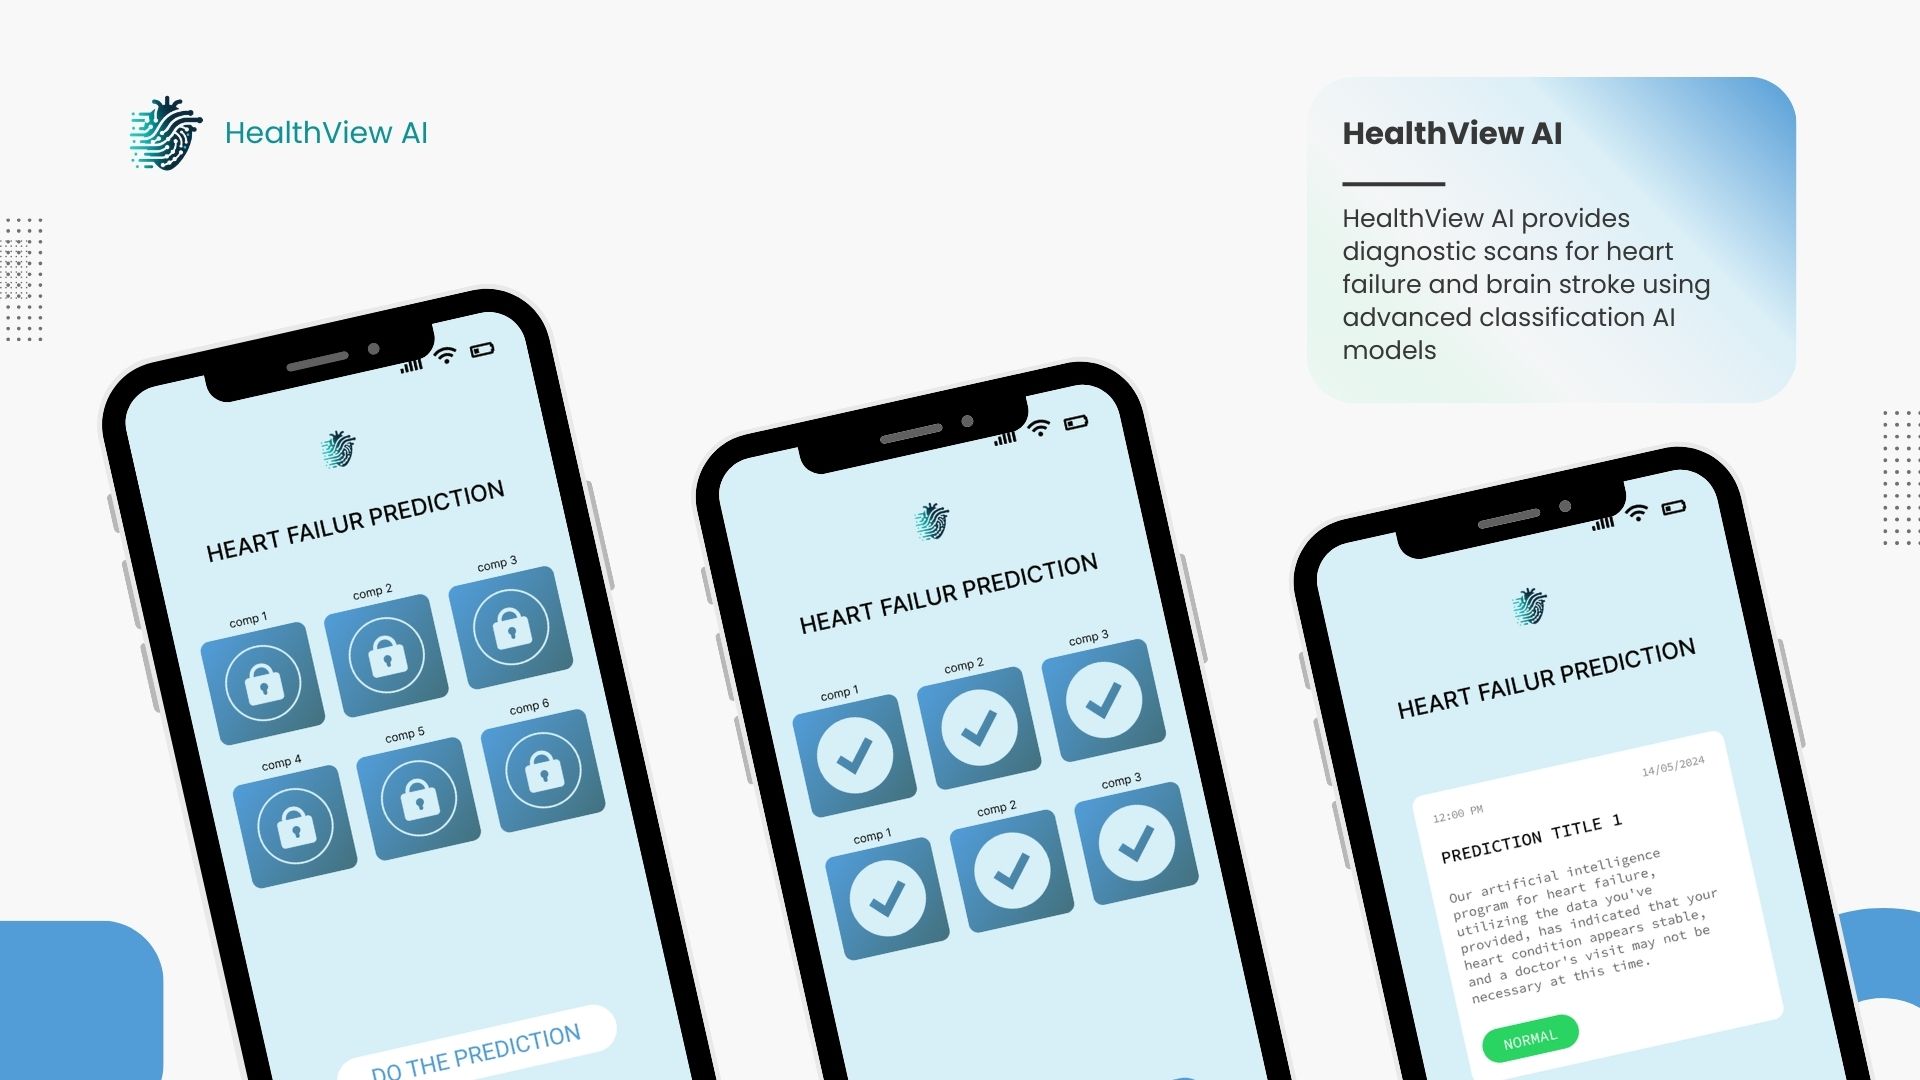 HealthView AI
HealthView AI
HealthView AI provides
diagnostic scans for heart
failure and brain stroke using
advanced classification AI
models
HEART FAILUR PREDICTION
comp 1
comp 2
comp 3
comp 4
comp 5
comp 6
DO THE PREDICTION
HEART FAILUR PREDICTION
comp 1
comp 2
comp 3
comp 1
comp 2
comp 3
HEART FAILUR PREDICTION
12:00 PM
14/05/2024
PREDICTION TITLE 1
Our artificial intelligence
program for heart failure,
utilizing the data you've
provided, has indicated that your
heart condition appears stable,
and a doctor's visit may not be
necessary at this time.
NORMAL